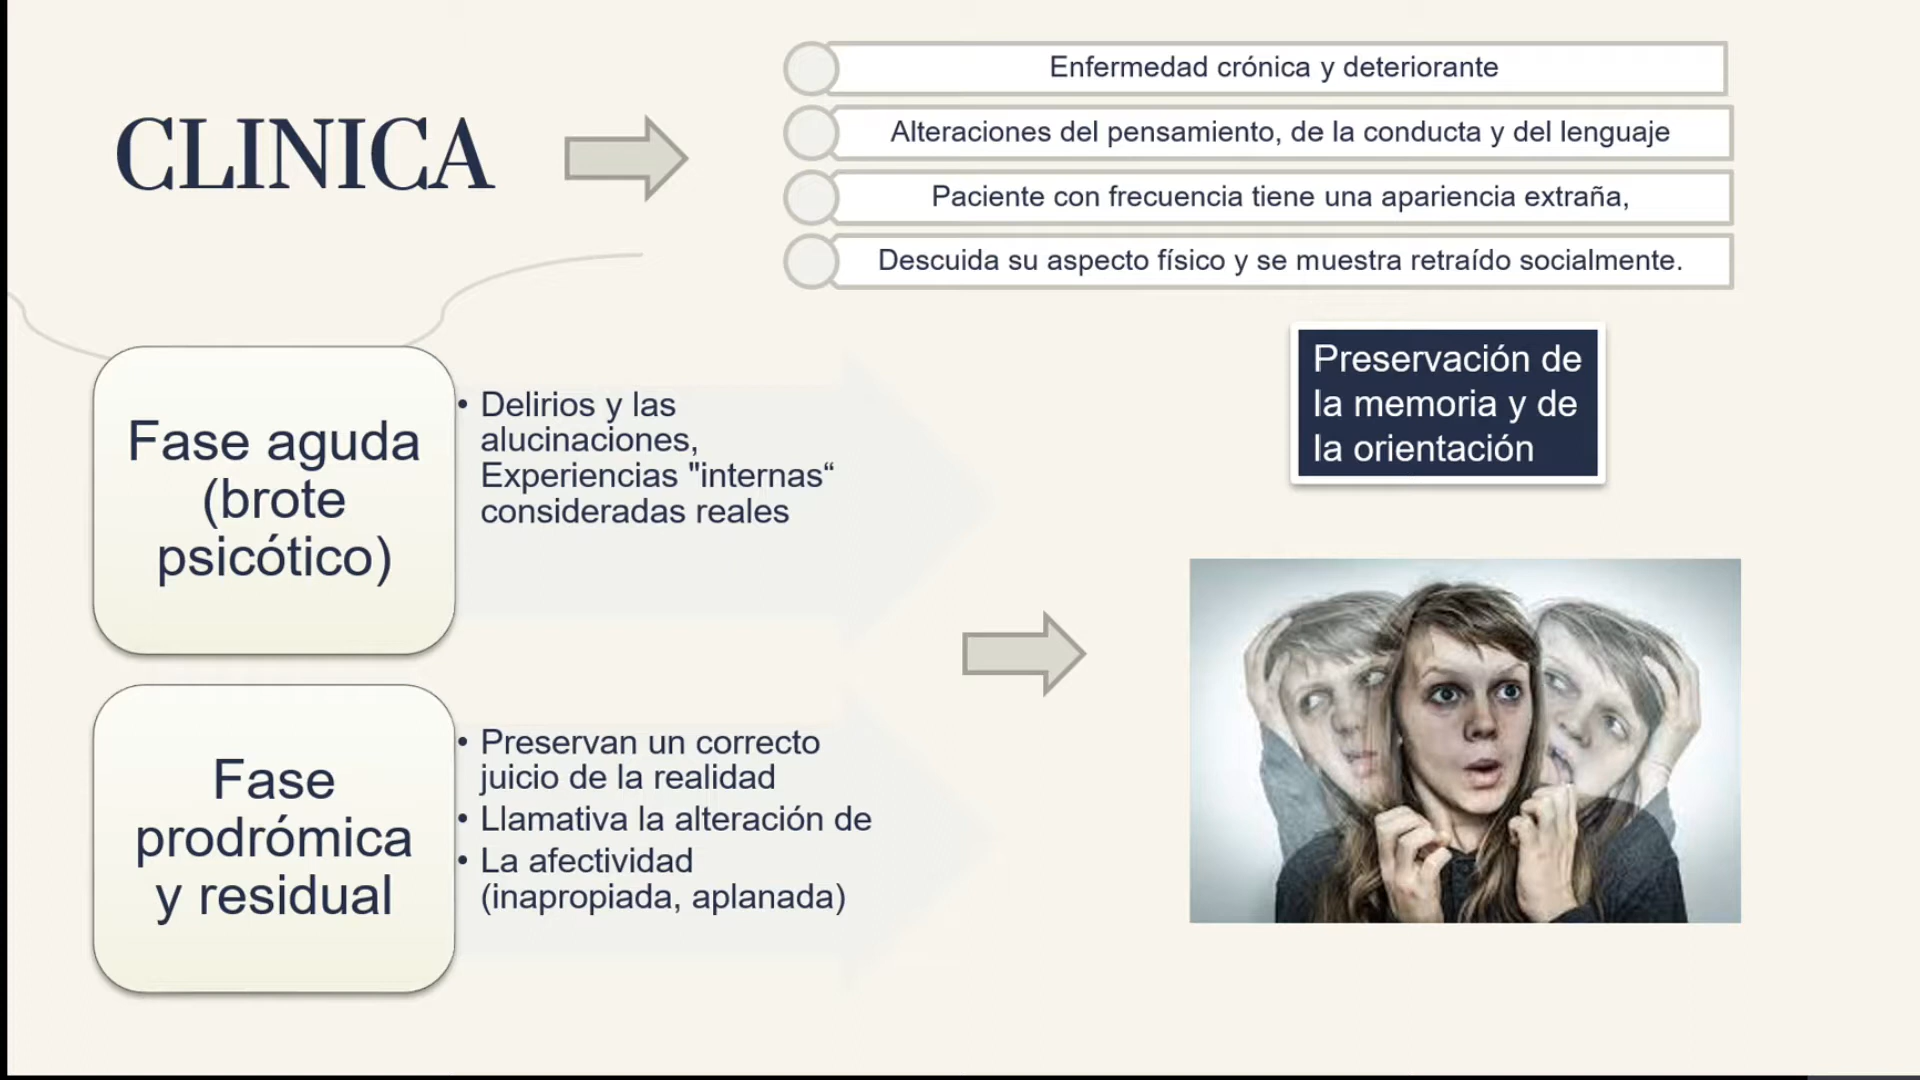 CLINICA
Enfermedad crónica y deteriorante
Alteraciones del pensamiento, de la conducta y del lenguaje
Paciente con frecuencia tiene una apariencia extraña,
Descuida su aspecto físico y se muestra retraído socialmente.
Fase aguda
(brote
psicótico)
• Delirios y las
alucinaciones,
Experiencias "internas“
consideradas reales
Preservación de
la memoria y de
la orientación
Fase
prodrómica
y residual
• Preservan un correcto
juicio de la realidad
• Llamativa la alteración de
• La afectividad
(inapropiada, aplanada)